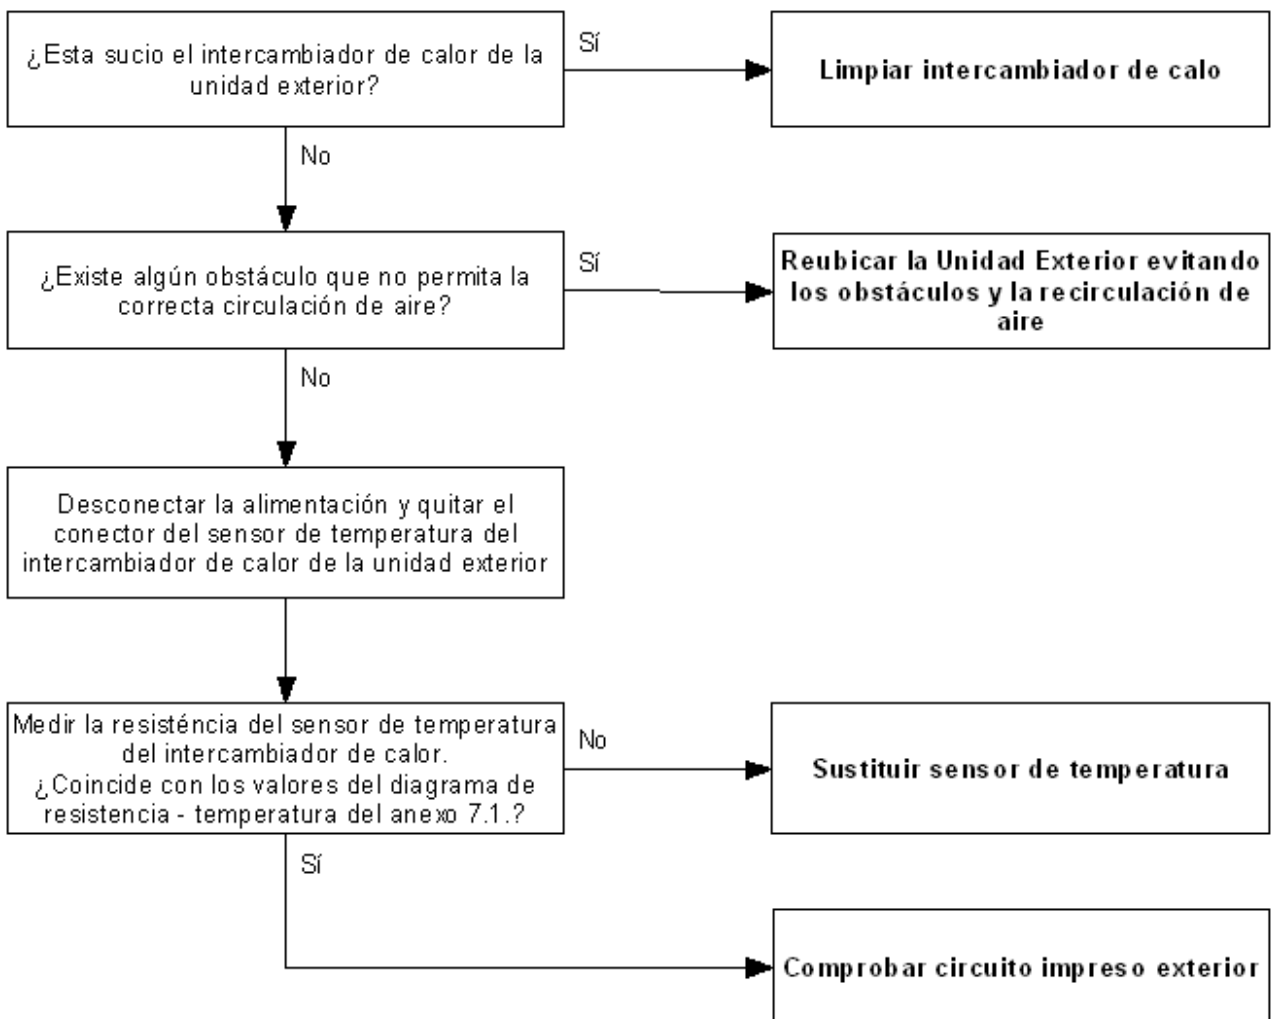 ¿Esta sucio el intercambiador de calor de la
unidad exterior?
Sí
Limpiar intercambiador de calo
No
¿Existe algún obstáculo que no permita la
correcta circulación de aire?
Sí
Reubicar la Unidad Exterior evitando
los obstáculos y la recirculación de
aire
No
Desconectar la alimentación y quitar el
conector del sensor de temperatura del
intercambiador de calor de la unidad exterior
Medir la resisténcia del sensor de temperatura
del intercambiador de calor.
¿Coincide con los valores del diagrama de
resistencia - temperatura del anexo 7.1.?
No
Sustituir sensor de temperatura
Sí
Comprobar circuito impreso exterior